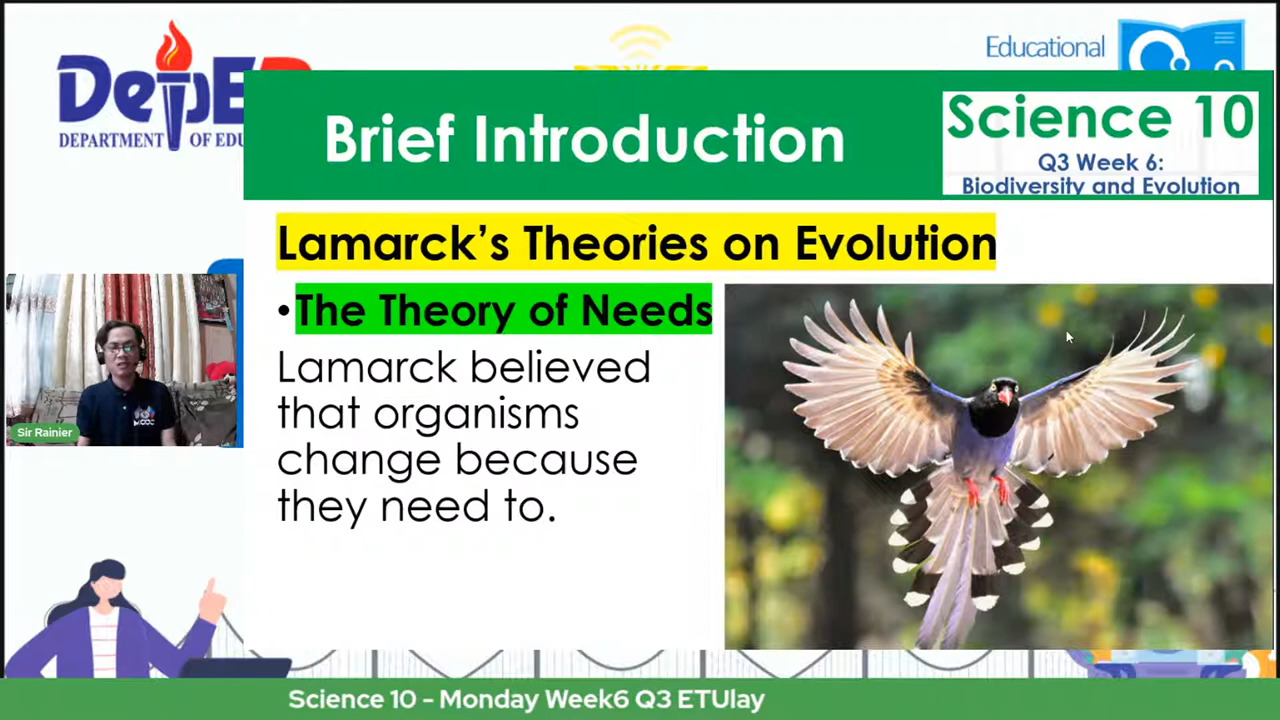 DepED
DEPARTMENT OF EDU
Educational
Brief Introduction
Science 10
Q3 Week 6:
Biodiversity and Evolution
Lamarck's Theories on Evolution
•The Theory of Needs
Lamarck believed
that organisms
change because
they need to.
MOOC
Sir Rainier
Science 10 - Monday Week6 Q3 ETUlay